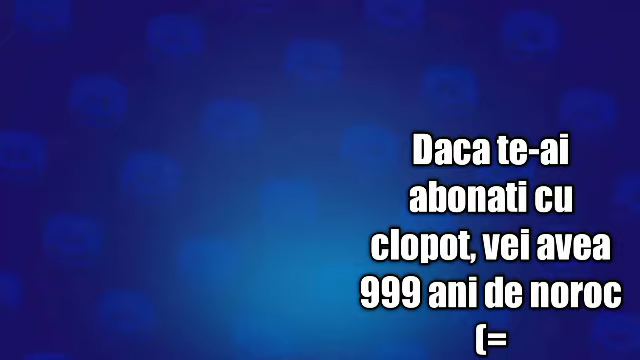 Daca te-ai
abonati cu
clopot, vei avea
999 ani de noroc
(=